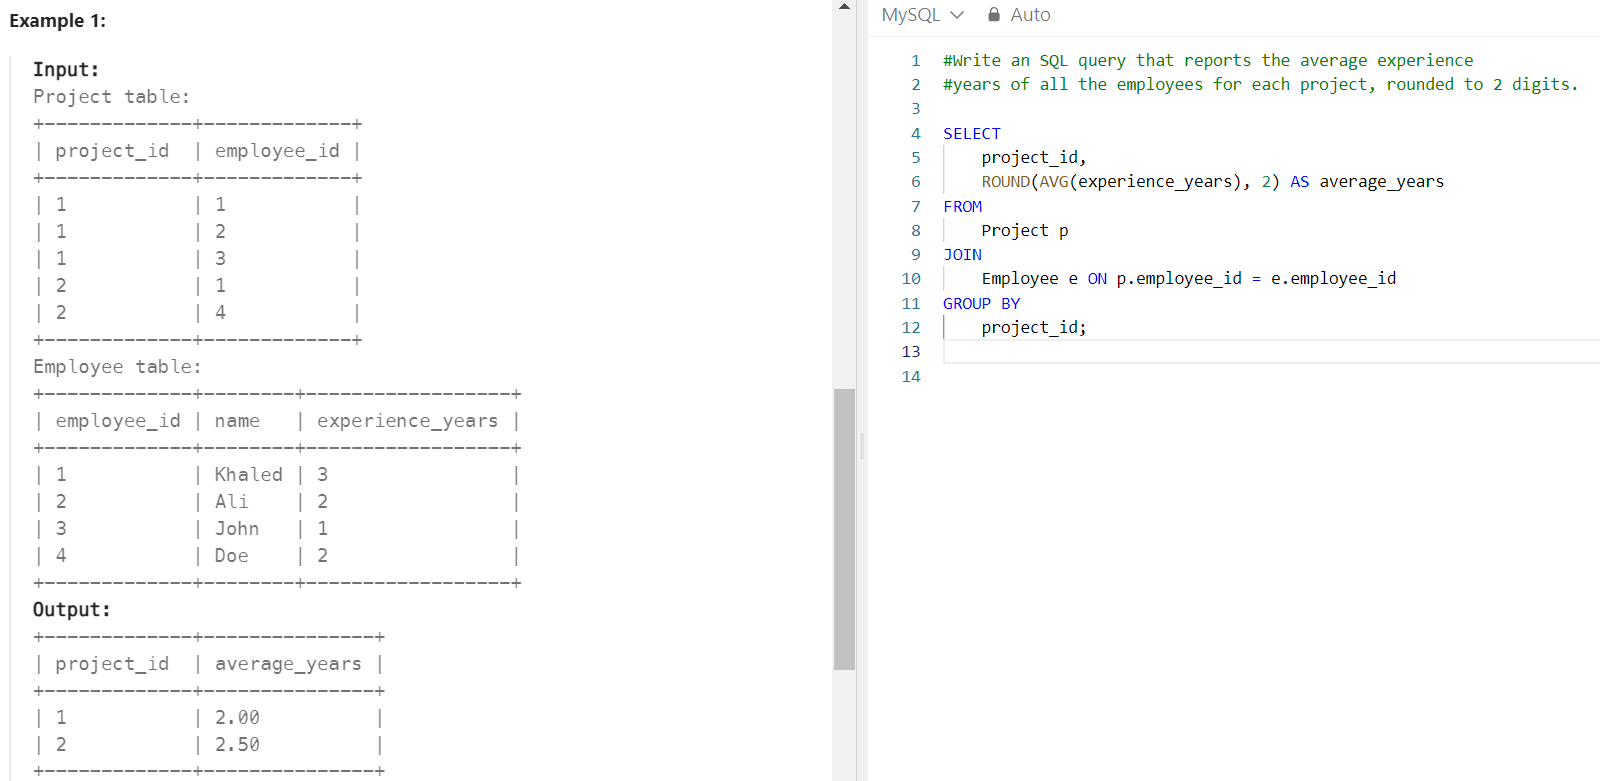 Example 1:
Input:
Project table:
+-------------+-------------+
| project_id  | employee_id |
+-------------+-------------+
| 1           | 1           |
| 1           | 2           |
| 1           | 3           |
| 2           | 1           |
| 2           | 4           |
+-------------+-------------+
Employee table:
+-------------+--------+------------------+
| employee_id | name   | experience_years |
+-------------+--------+------------------+
| 1           | Khaled | 3                |
| 2           | Ali    | 2                |
| 3           | John   | 1                |
| 4           | Doe    | 2                |
+-------------+--------+------------------+
Output:
+-------------+---------------+
| project_id  | average_years |
+-------------+---------------+
| 1           | 2.00          |
| 2           | 2.50          |
+-------------+---------------+
MySQL Auto
1 #Write an SQL query that reports the average experience
2 #years of all the employees for each project, rounded to 2 digits.
3
4 SELECT
5     project_id,
6     ROUND(AVG(experience_years), 2) AS average_years
7 FROM
8     Project p
9 JOIN
10     Employee e ON p.employee_id = e.employee_id
11 GROUP BY
12     project_id;
13
14